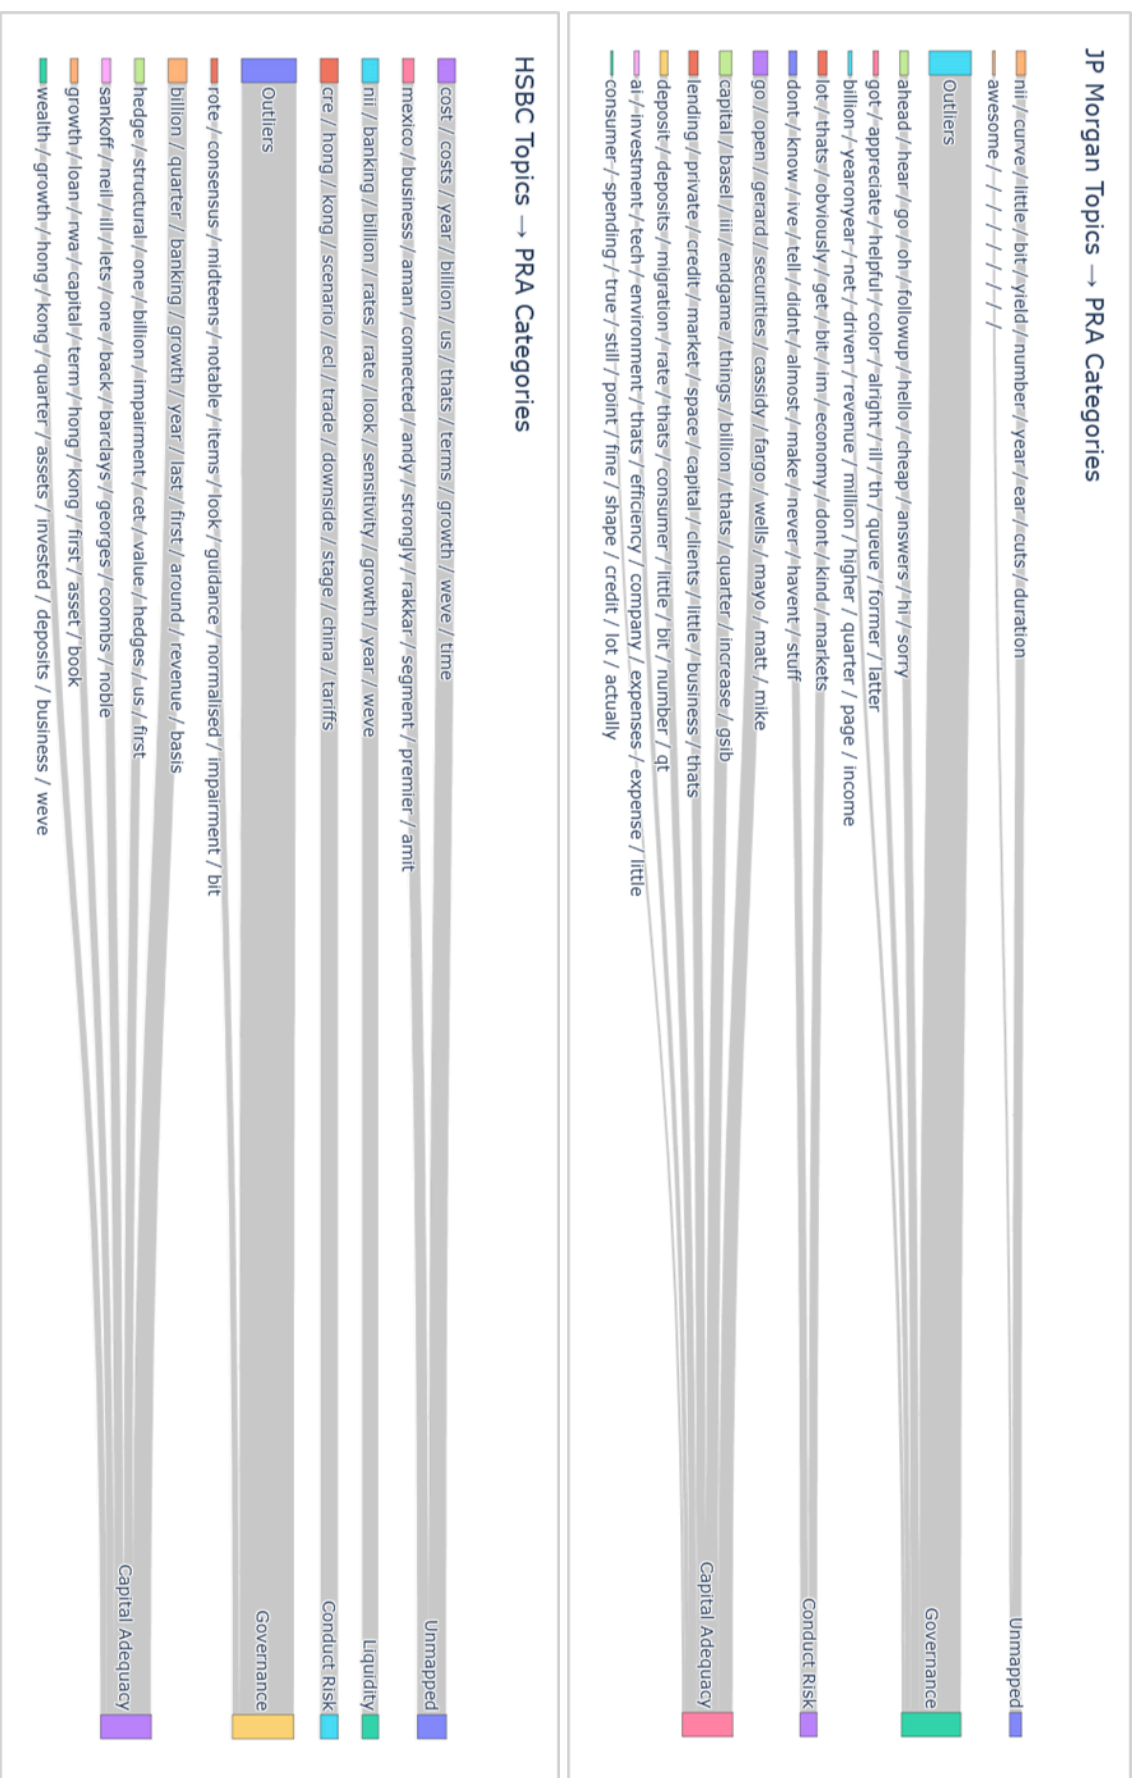 JP Morgan Topics → PRA Categories
nii / curve / little / bit / yield / number / year / ear / cuts / duration
awesome / / / / / / / / /
Outliers
ahead / hear / go / oh / followup / hello / cheap / answers / hi / sorry
got / appreciate / helpful / color / alright / ill / th / queue / former / latter
billion / yearonyear / net / driven / revenue / million / higher / quarter / page / income
lot / thats / obviously / get / bit / im / economy / dont / kind / markets
dont / know / ive / tell / didnt / almost / make / never / havent / stuff
go / open / gerard / securities / cassidy / fargo / wells / mayo / matt / mike
capital / basel / iii / endgame / things / billion / thats / quarter / increase / gsib
lending / private / credit / market / space / capital / clients / little / business / thats
deposit / deposits / migration / rate / thats / consumer / little / bit / number / qt
ai / investment / tech / environment / thats / efficiency / company / expenses / expense / little
consumer / spending / true / still / point / fine / shape / credit / lot / actually
Unmapped
Governance
Conduct Risk
Capital Adequacy
HSBC Topics → PRA Categories
cost / costs / year / billion / us / thats / terms / growth / weve / time
mexico / business / aman / connected / andy / strongly / rakkar / segment / premier / amit
nii / banking / billion / rates / rate / look / sensitivity / growth / year / weve
cre / hong / kong / scenario / ecl / trade / downside / stage / china / tariffs
Outliers
rote / consensus / midteens / notable / items / look / guidance / normalised / impairment / bit
billion / quarter / banking / growth / year / last / first / around / revenue / basis
hedge / structural / one / billion / impairment / cet / value / hedges / us / first
sankoff / neil / ill / lets / one / back / barclays / georges / coombs / noble
growth / loan / rwa / capital / term / hong / kong / first / asset / book
wealth / growth / hong / kong / quarter / assets / invested / deposits / business / weve
Unmapped
Liquidity
Conduct Risk
Governance
Capital Adequacy